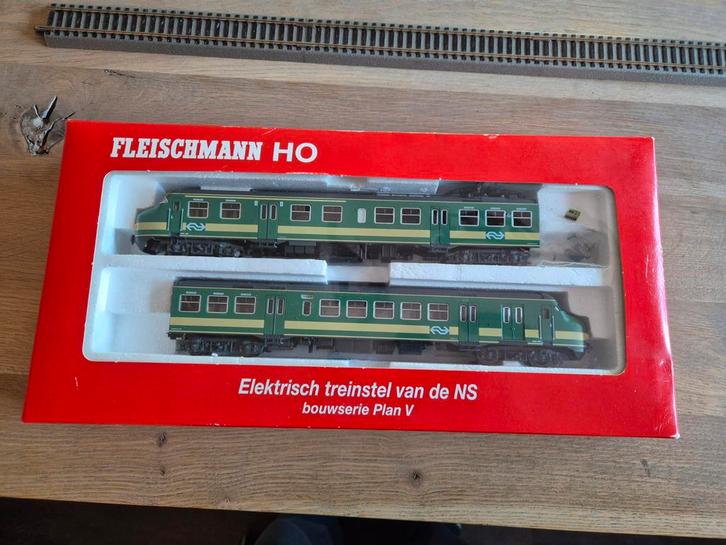 FLEISCHMANN HO
Elektrisch treinstel van de NS
bouwserie Plan V